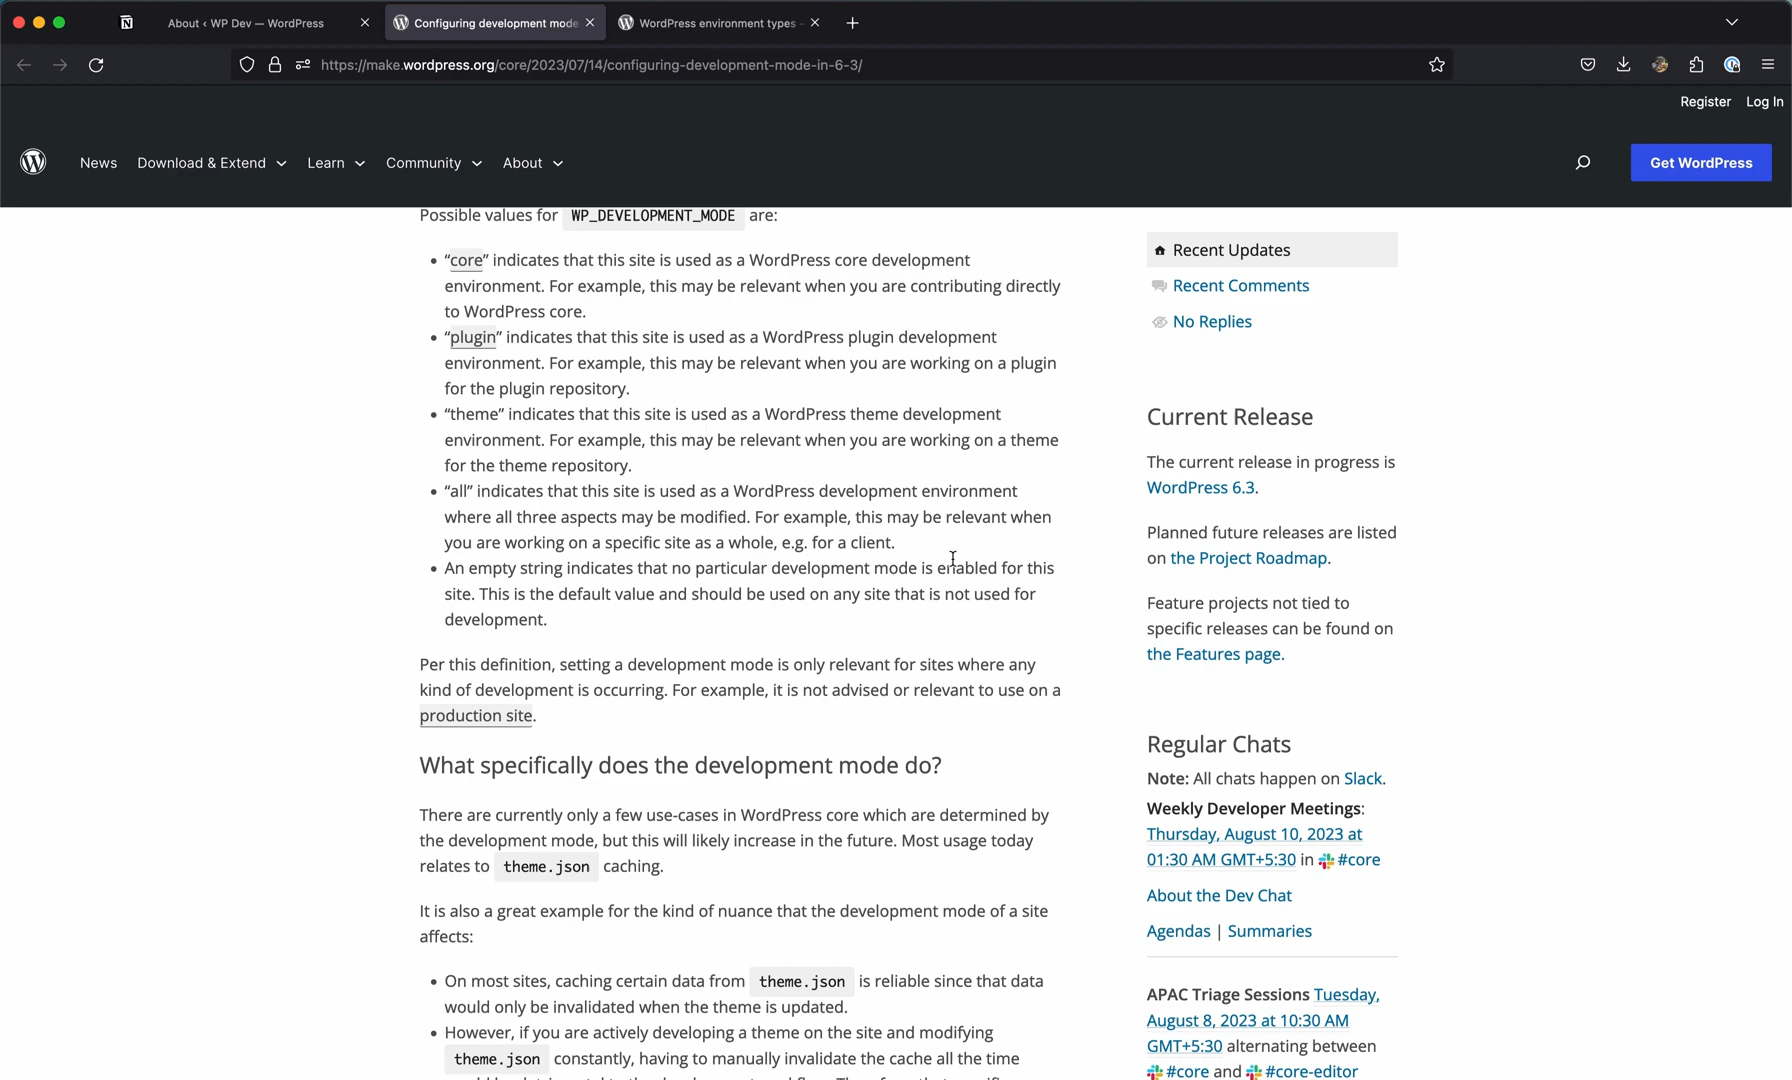 About ‹ WP Dev — WordPress
Configuring development mode
WordPress environment types
https://make.wordpress.org/core/2023/07/14/configuring-development-mode-in-6-3/
Register Log In
News Download & Extend Learn Community About
Get WordPress
Possible values for WP_DEVELOPMENT_MODE are:
• “core” indicates that this site is used as a WordPress core development
environment. For example, this may be relevant when you are contributing directly
to WordPress core.
• “plugin” indicates that this site is used as a WordPress plugin development
environment. For example, this may be relevant when you are working on a plugin
for the plugin repository.
• “theme” indicates that this site is used as a WordPress theme development
environment. For example, this may be relevant when you are working on a theme
for the theme repository.
• “all” indicates that this site is used as a WordPress development environment
where all three aspects may be modified. For example, this may be relevant when
you are working on a specific site as a whole, e.g. for a client.
• An empty string indicates that no particular development mode is enabled for this
site. This is the default value and should be used on any site that is not used for
development.
Per this definition, setting a development mode is only relevant for sites where any
kind of development is occurring. For example, it is not advised or relevant to use on a
production site.
What specifically does the development mode do?
There are currently only a few use-cases in WordPress core which are determined by
the development mode, but this will likely increase in the future. Most usage today
relates to theme.json caching.
It is also a great example for the kind of nuance that the development mode of a site
affects:
• On most sites, caching certain data from theme.json is reliable since that data
would only be invalidated when the theme is updated.
• However, if you are actively developing a theme on the site and modifying
theme.json constantly, having to manually invalidate the cache all the time
Recent Updates
Recent Comments
No Replies
Current Release
The current release in progress is
WordPress 6.3.
Planned future releases are listed
on the Project Roadmap.
Feature projects not tied to
specific releases can be found on
the Features page.
Regular Chats
Note: All chats happen on Slack.
Weekly Developer Meetings:
Thursday, August 10, 2023 at
01:30 AM GMT+5:30 in #core
About the Dev Chat
Agendas | Summaries
APAC Triage Sessions Tuesday,
August 8, 2023 at 10:30 AM
GMT+5:30 alternating between
#core and #core-editor